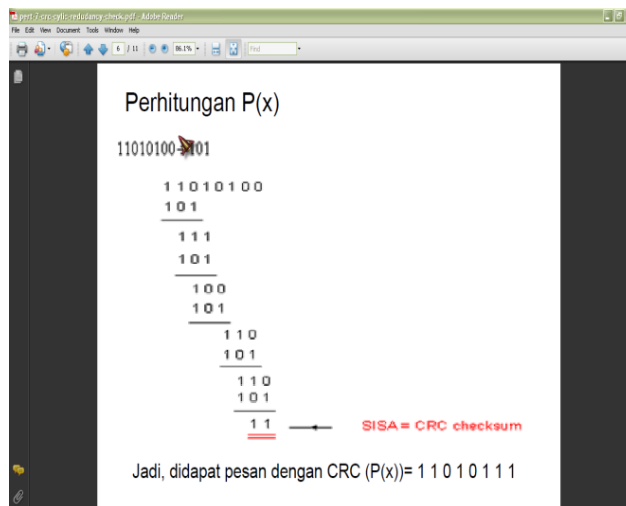 pert-7-crc-cylic-redudancy-check.pdf - Adobe Reader
File Edit View Document Tools Window Help
6 / 11 86.1% Find
Perhitungan P(x)
11010100 101
1 1 0 1 0 1 0 0
1 0 1
1 1 1
1 0 1
1 0 0
1 0 1
1 1 0
1 0 1
1 1 0
1 0 1
1 1 SISA = CRC checksum
Jadi, didapat pesan dengan CRC (P(x))= 1 1 0 1 0 1 1 1